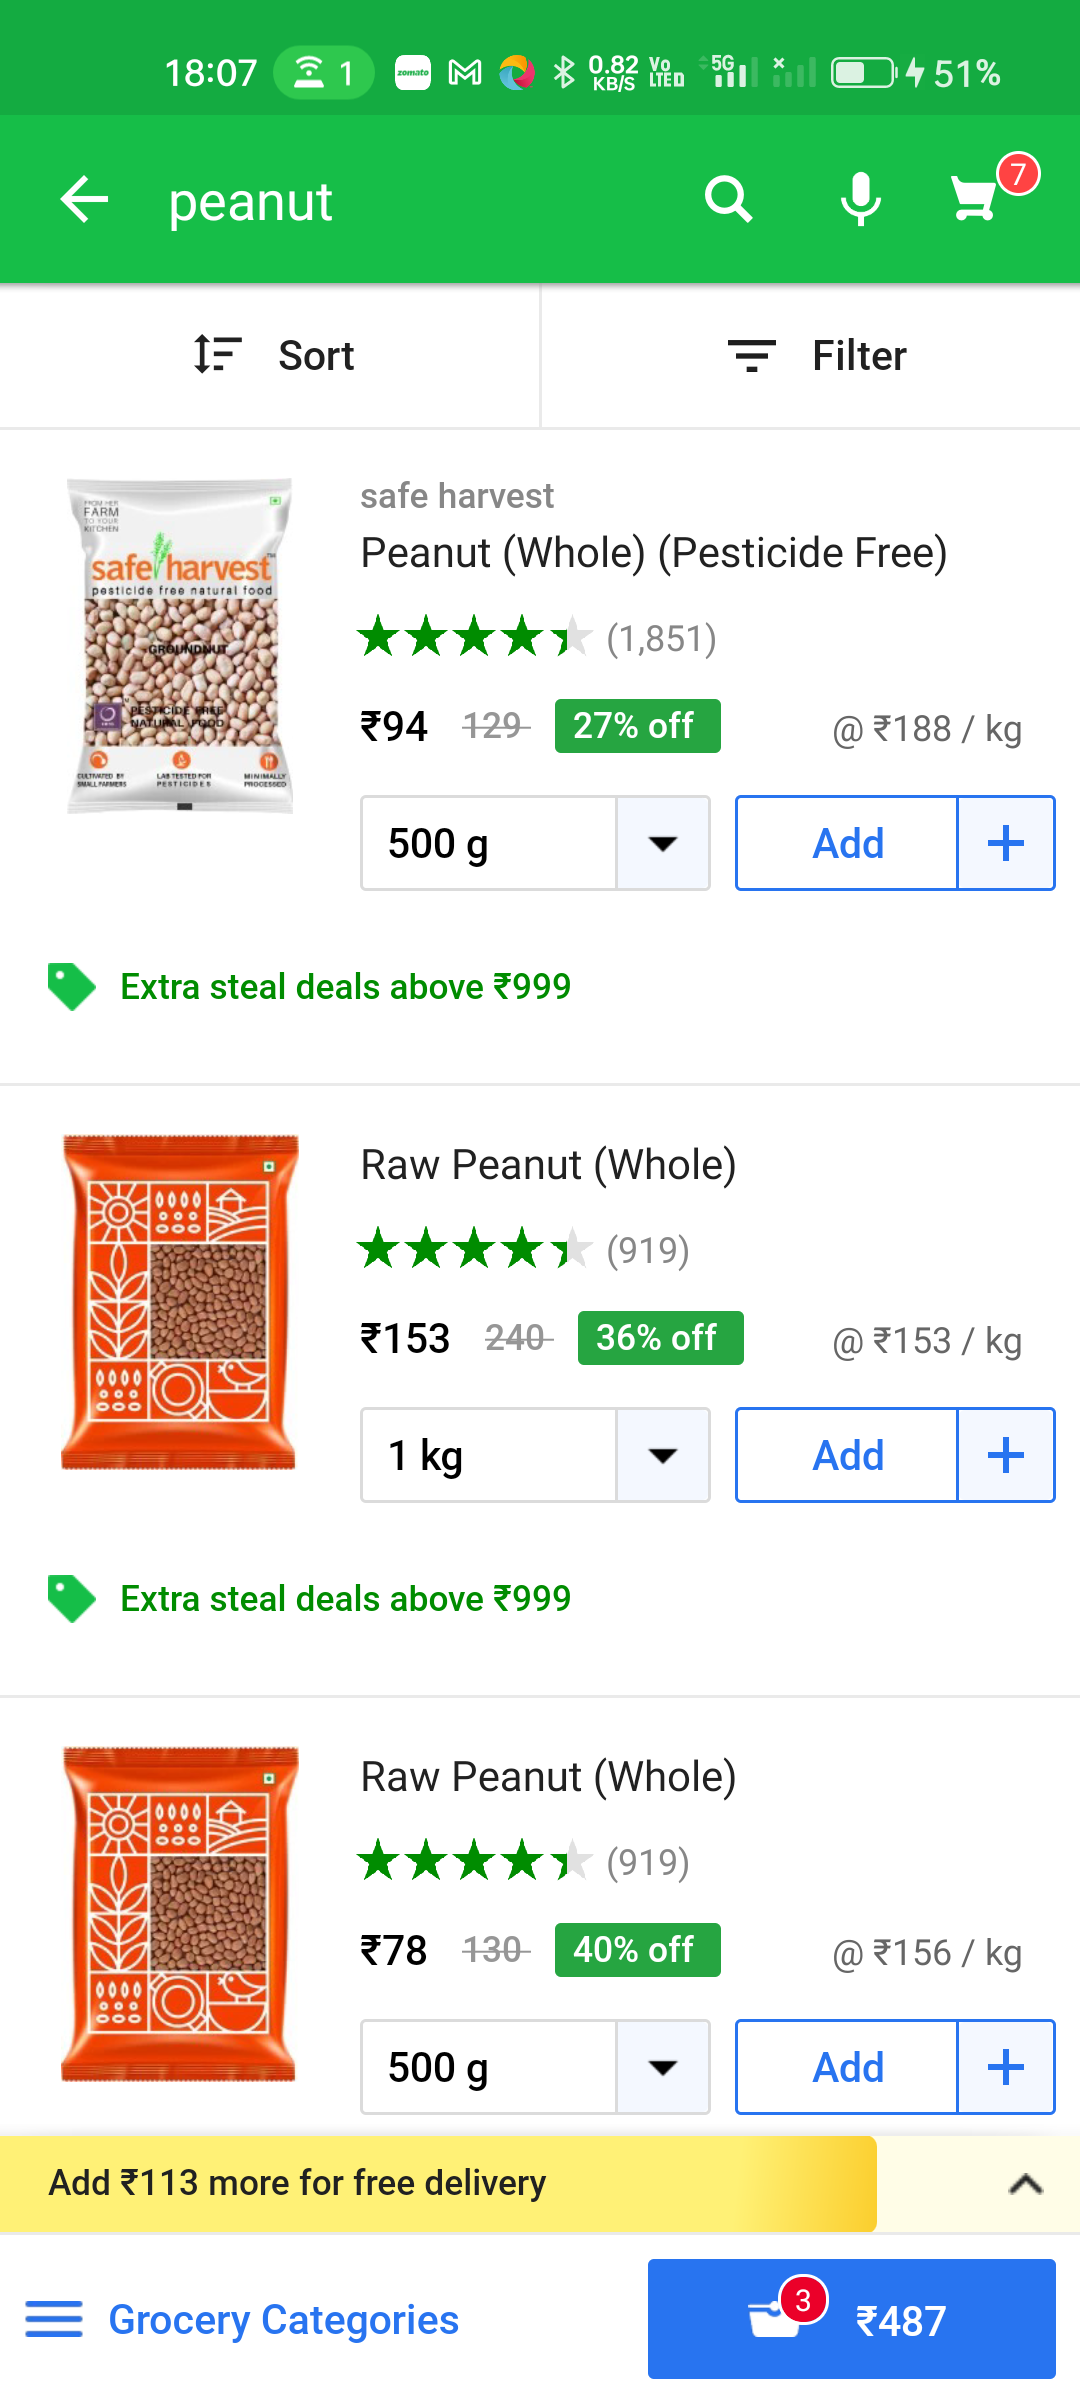 18:07 1 zomato 0.82 KB/S Vo LTED 5G 51%
peanut 7
Sort Filter
FROM HER
FARM
TO YOUR
KITCHEN
safe harvest
pesticide free natural food
GROUNDNUT
PESTICIDE FREE
NATURAL FOOD
CULTIVATED BY
SMALL FARMERS
LAB TESTED FOR
PESTICIDES
MINIMALLY
PROCESSED
safe harvest
Peanut (Whole) (Pesticide Free)
(1,851)
₹94 129 27% off @ ₹188 / kg
500 g Add +
Extra steal deals above ₹999
Raw Peanut (Whole)
(919)
₹153 240 36% off @ ₹153 / kg
1 kg Add +
Extra steal deals above ₹999
Raw Peanut (Whole)
(919)
₹78 130 40% off @ ₹156 / kg
500 g Add +
Add ₹113 more for free delivery
Grocery Categories 3 ₹487